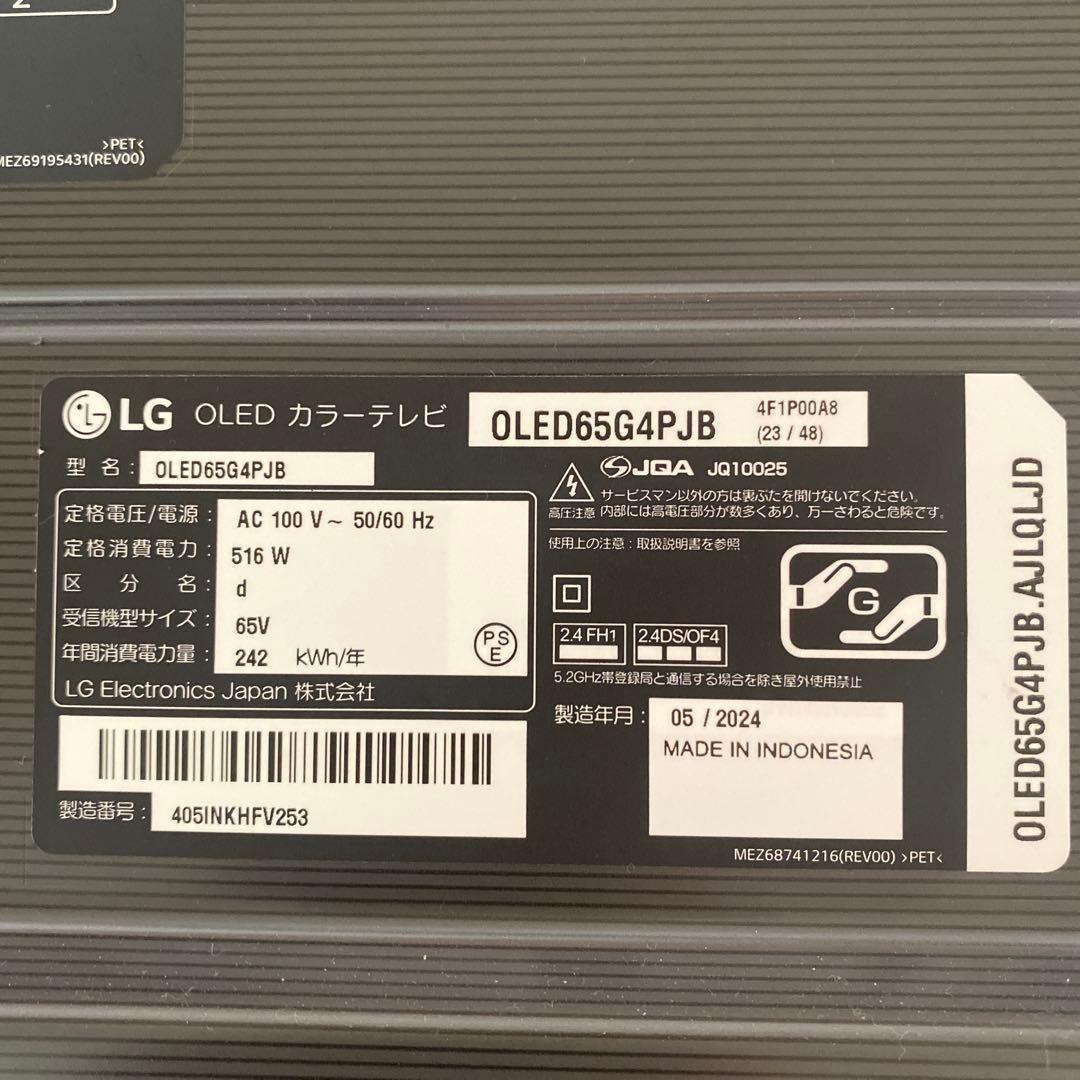 >PET<
MEZ69195431(REV00)
LG OLED カラーテレビ
OLED65G4PJB
4F1P00A8
(23 / 48)
型 名 : OLED65G4PJB
定格電圧/電源 : AC 100 V ~ 50/60 Hz
定格消費電力 : 516 W
区 分 名 : d
受信機型サイズ : 65V
年間消費電力量 : 242 kWh/年
PS
E
LG Electronics Japan 株式会社
製造番号 : 405INKHFV253
JQA JQ10025
高圧注意
サービスマン以外の方は裏ぶたを開けないでください。
内部には高電圧部分が数多くあり、万一さわると危険です。
使用上の注意 : 取扱説明書を参照
G
2.4 FH1
2.4DS/OF4
5.2GHz帯登録局と通信する場合を除き屋外使用禁止
製造年月 : 05 / 2024
MADE IN INDONESIA
MEZ68741216(REV00) >PET<
OLED65G4PJB.AJLQLJD